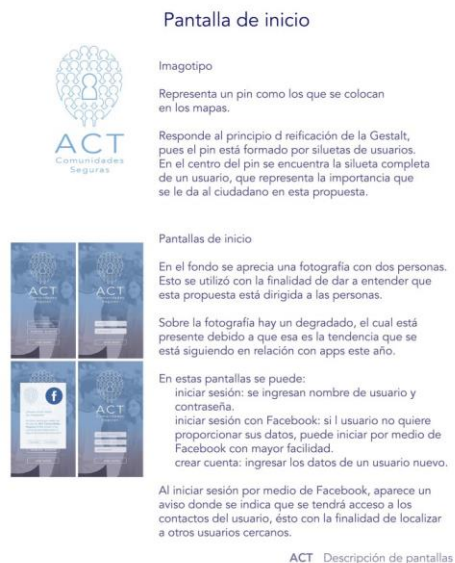 Pantalla de inicio
ACT
Comunidades
Seguras
Imagotipo
Representa un pin como los que se colocan
en los mapas.
Responde al principio d reificación de la Gestalt,
pues el pin está formado por siluetas de usuarios.
En el centro del pin se encuentra la silueta completa
de un usuario, que representa la importancia que
se le da al ciudadano en esta propuesta.
ACT
ACT
ACT
Pantallas de inicio
En el fondo se aprecia una fotografía con dos personas.
Esto se utilizó con la finalidad de dar a entender que
esta propuesta está dirigida a las personas.
Sobre la fotografía hay un degradado, el cual está
presente debido a que esa es la tendencia que se
está siguiendo en relación con apps este año.
En estas pantallas se puede:
iniciar sesión: se ingresan nombre de usuario y
contraseña.
iniciar sesión con Facebook: si l usuario no quiere
proporcionar sus datos, puede iniciar por medio de
Facebook con mayor facilidad.
crear cuenta: ingresar los datos de un usuario nuevo.
Al iniciar sesión por medio de Facebook, aparece un
aviso donde se indica que se tendrá acceso a los
contactos del usuario, ésto con la finalidad de localizar
a otros usuarios cercanos.
ACT Descripción de pantallas